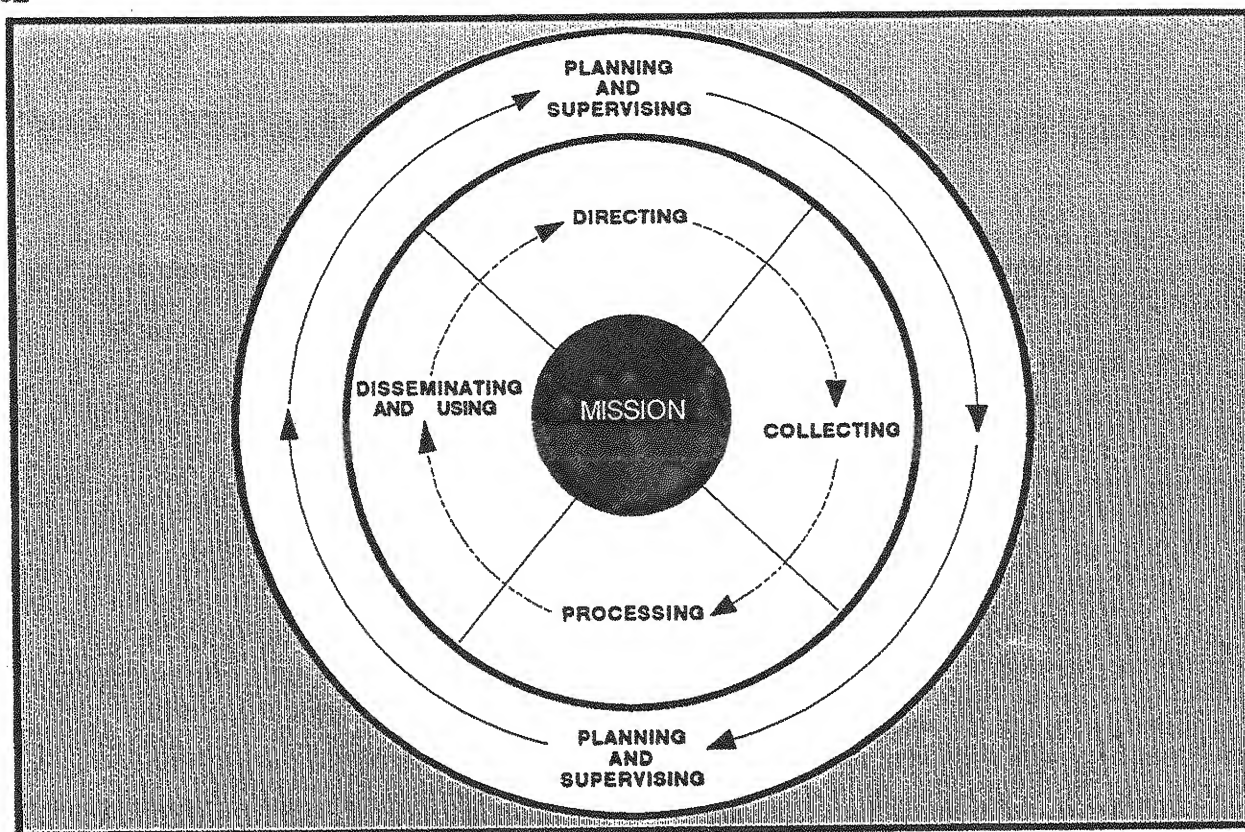 PLANNING
AND
SUPERVISING
DIRECTING
DISSEMINATING
AND USING
MISSION
COLLECTING
PROCESSING
PLANNING
AND
SUPERVISING